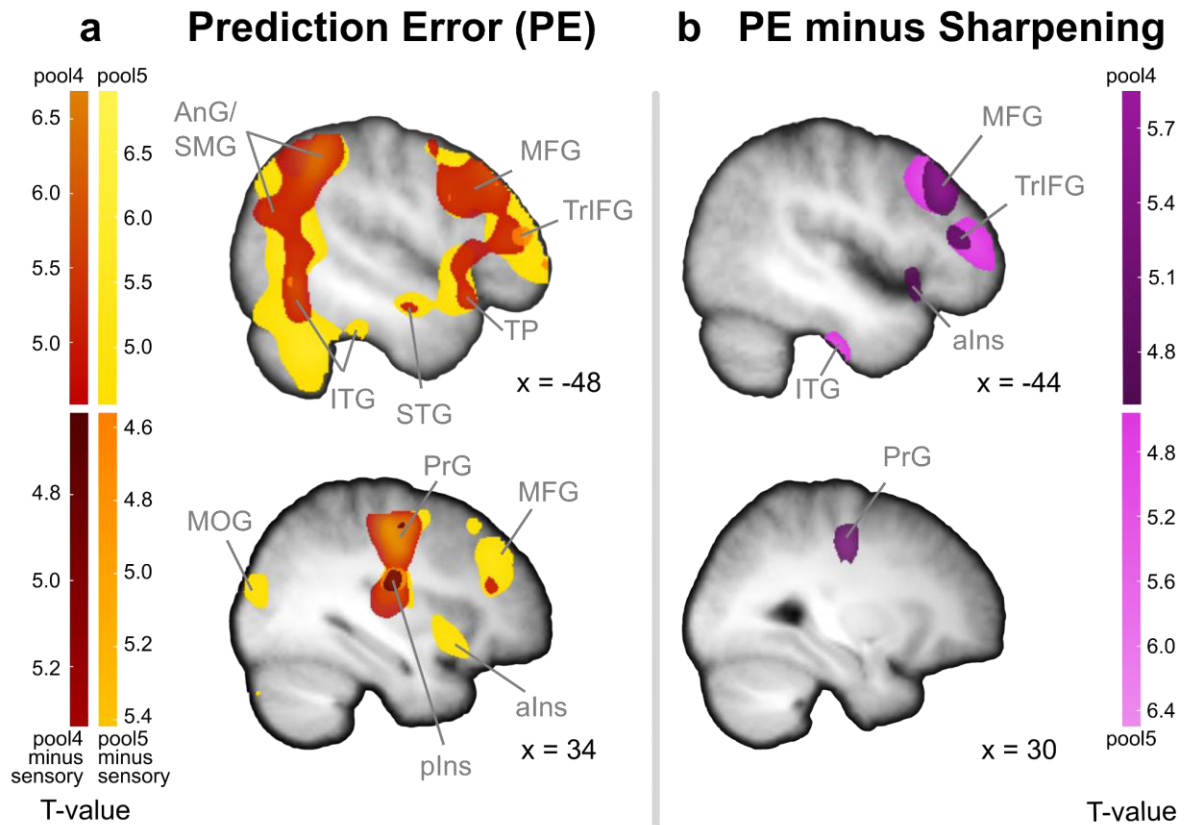 a Prediction Error (PE)
b PE minus Sharpening
pool4 pool5
6.5
6.0
5.5
5.0
6.5
6.0
5.5
5.0
AnG/
SMG
MFG
TrIFG
TP
ITG
STG
x = -48
4.8
5.0
5.2
4.6
4.8
5.0
5.2
5.4
pool4
minus
sensory
pool5
minus
sensory
T-value
PrG
MFG
MOG
aIns
pIns
x = 34
MFG
TrIFG
aIns
ITG
x = -44
PrG
x = 30
pool4
5.7
5.4
5.1
4.8
4.8
5.2
5.6
6.0
6.4
pool5
T-value